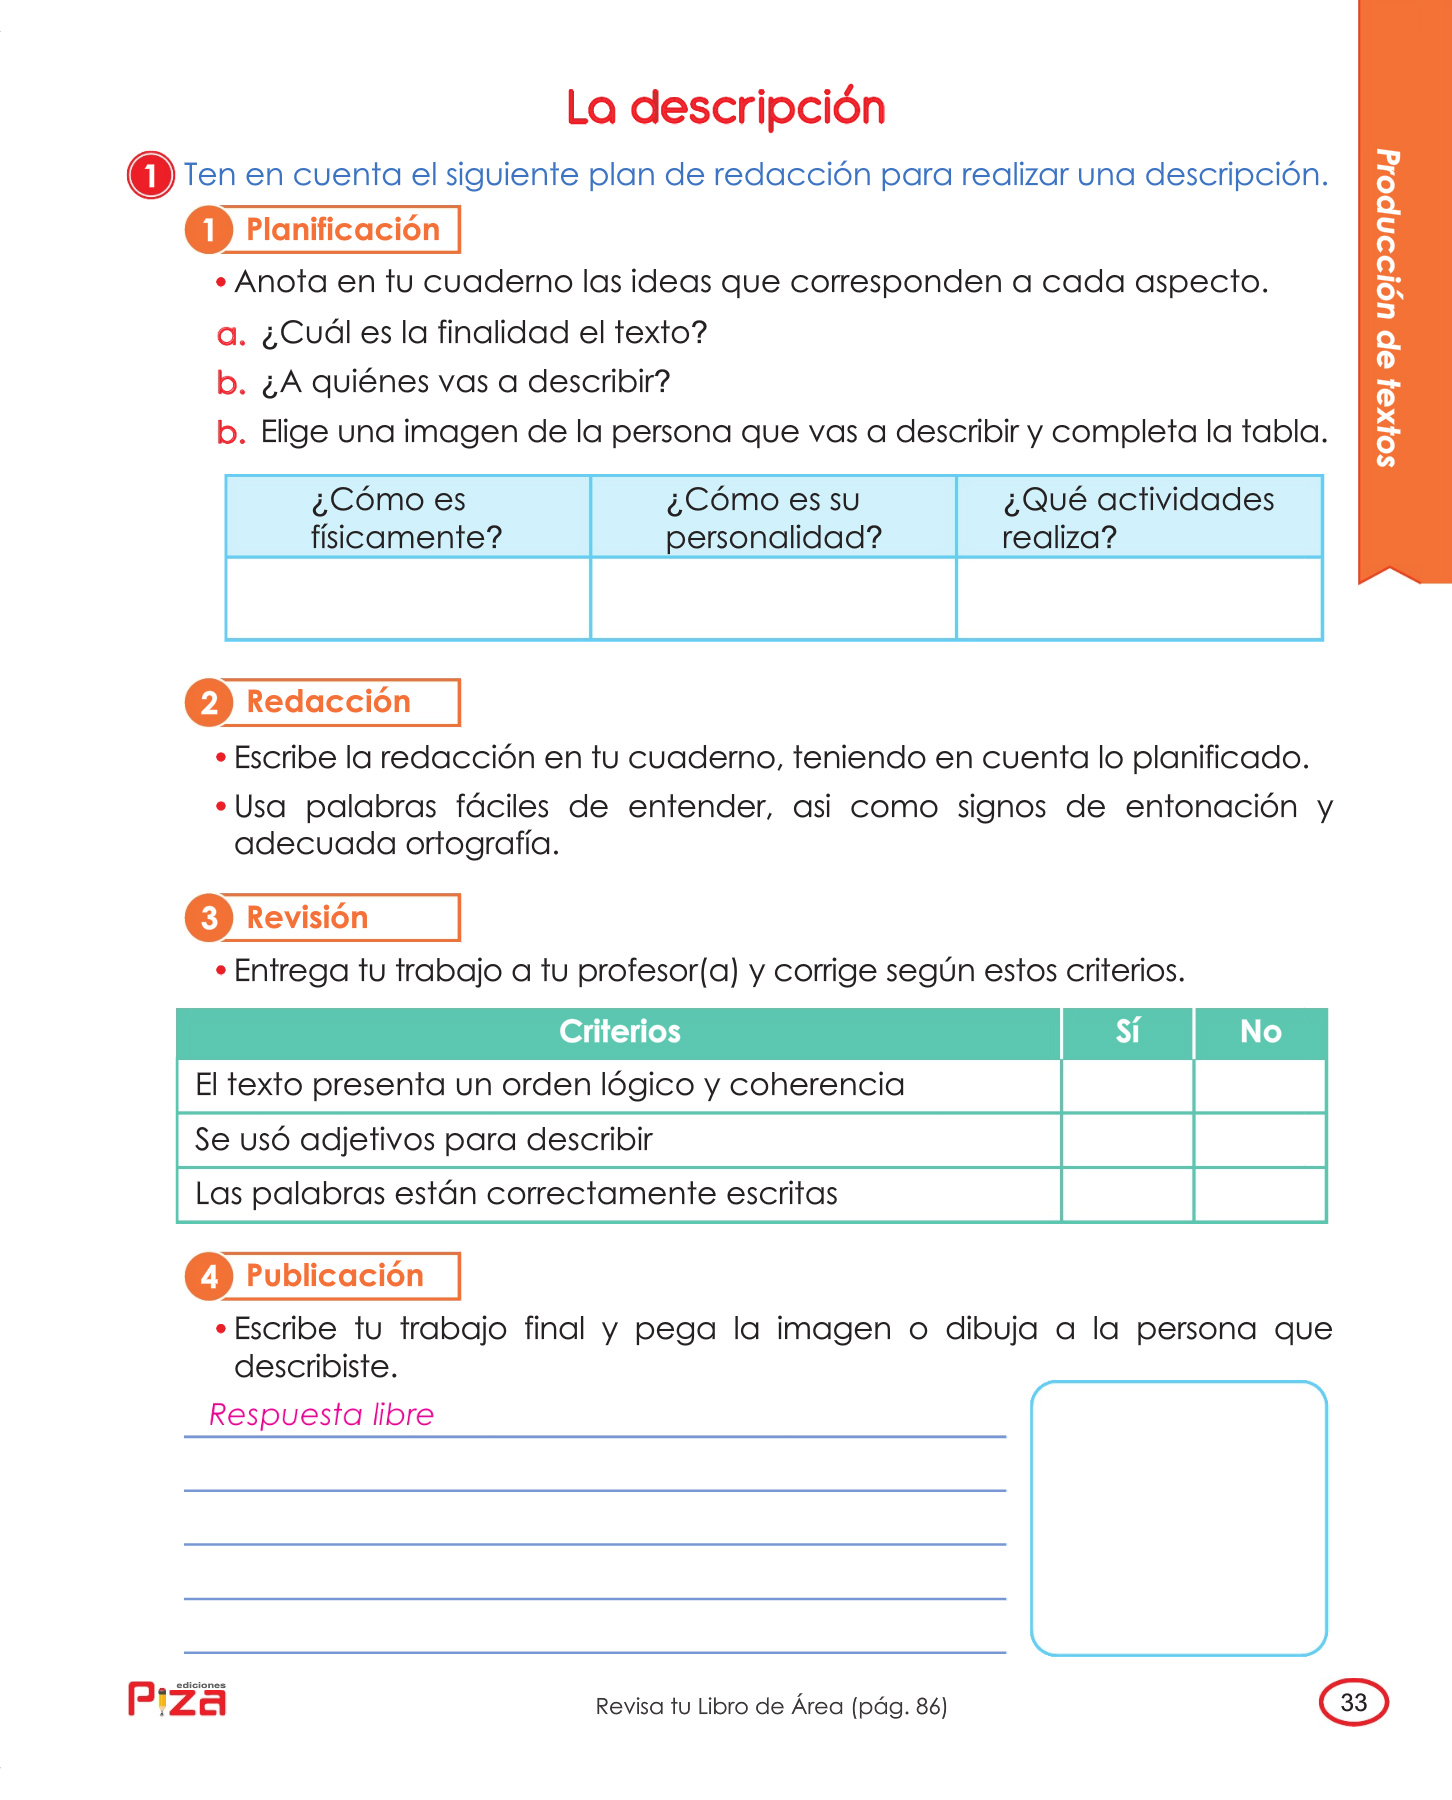 La descripción
1 Ten en cuenta el siguiente plan de redacción para realizar una descripción.
1 Planificación
• Anota en tu cuaderno las ideas que corresponden a cada aspecto.
a. ¿Cuál es la finalidad el texto?
b. ¿A quiénes vas a describir?
b. Elige una imagen de la persona que vas a describir y completa la tabla.
¿Cómo es
físicamente?
¿Cómo es su
personalidad?
¿Qué actividades
realiza?
2 Redacción
• Escribe la redacción en tu cuaderno, teniendo en cuenta lo planificado.
• Usa palabras fáciles de entender, asi como signos de entonación y
adecuada ortografía.
3 Revisión
• Entrega tu trabajo a tu profesor(a) y corrige según estos criterios.
Criterios Sí No
El texto presenta un orden lógico y coherencia
Se usó adjetivos para describir
Las palabras están correctamente escritas
4 Publicación
• Escribe tu trabajo final y pega la imagen o dibuja a la persona que
describiste.
Respuesta libre
Producción de textos
ediciones
Piza
Revisa tu Libro de Área (pág. 86)
33